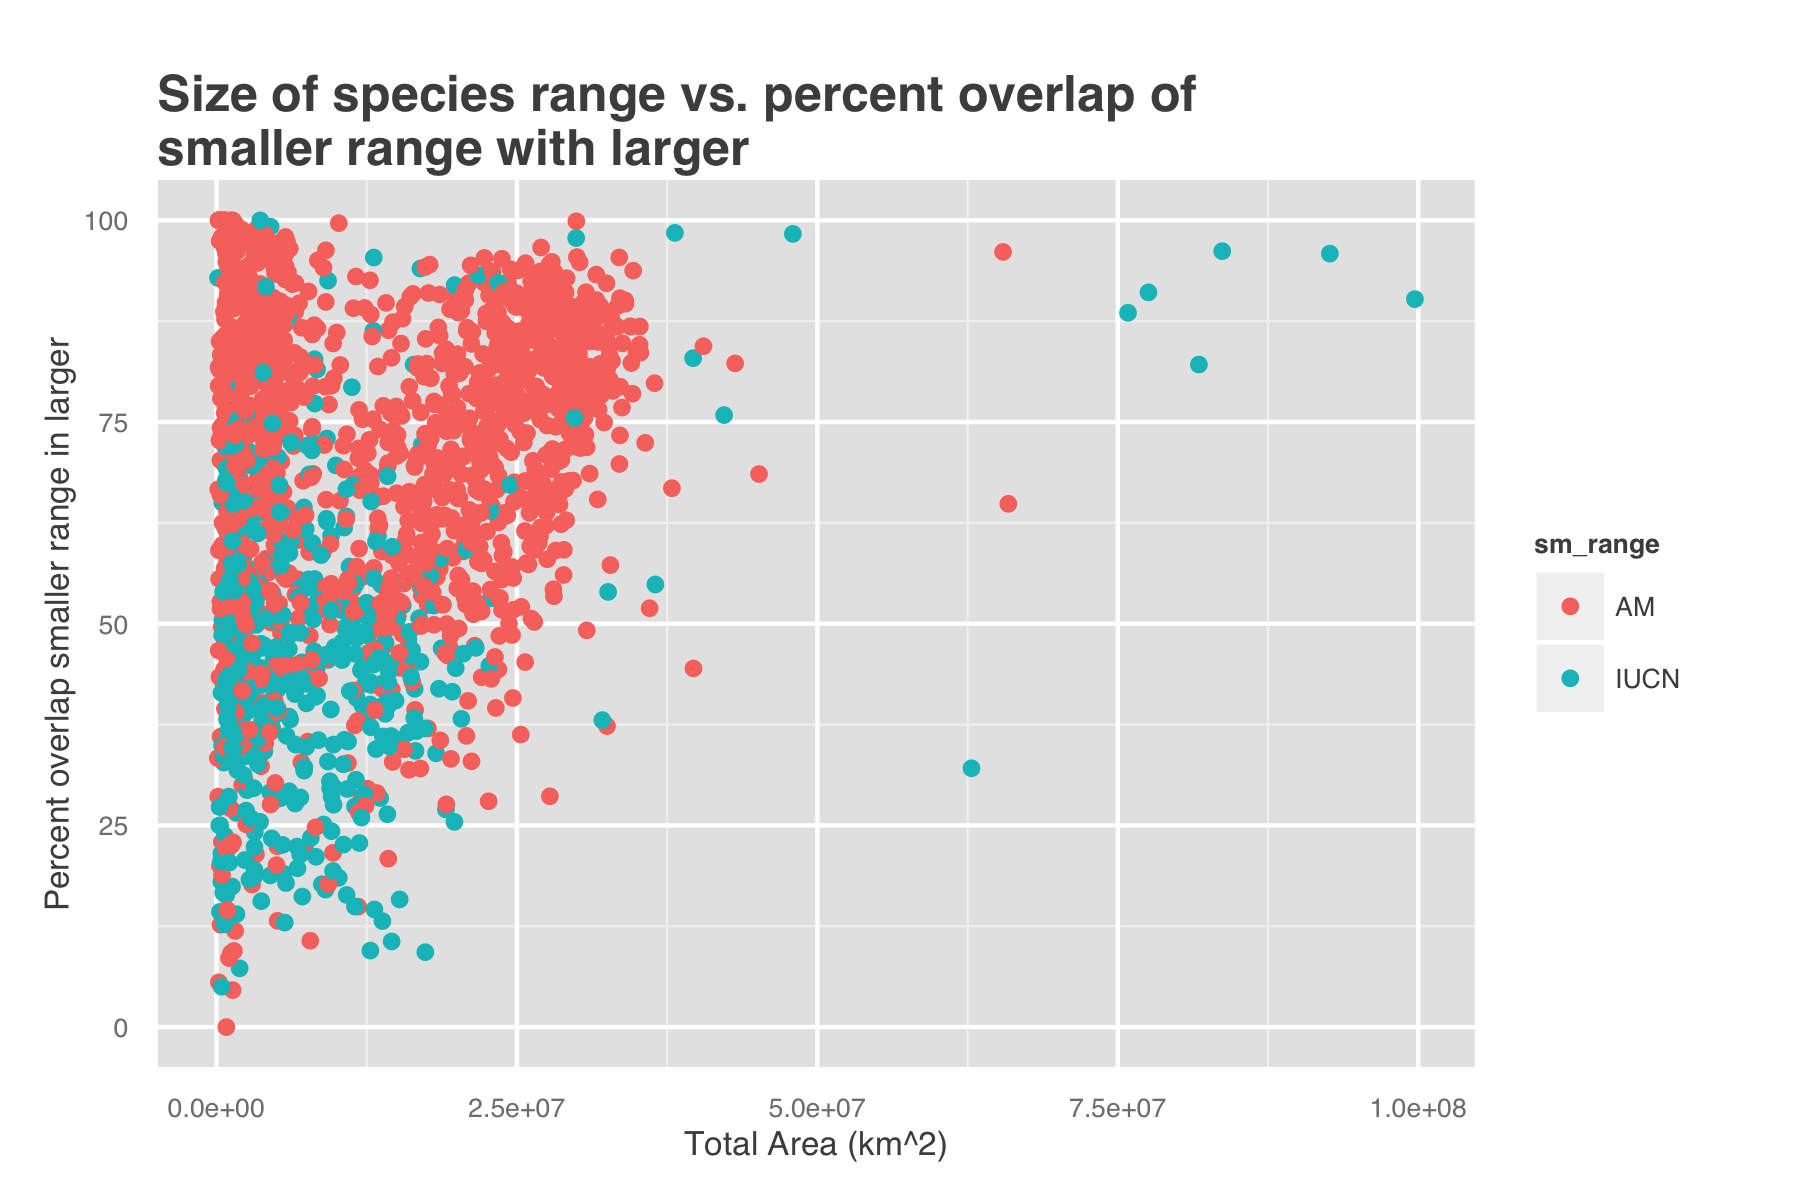 Size of species range vs. percent overlap of
smaller range with larger
Percent overlap smaller range in larger
100
75
50
25
0
0.0e+00
2.5e+07
5.0e+07
7.5e+07
1.0e+08
Total Area (km^2)
sm_range
AM
IUCN